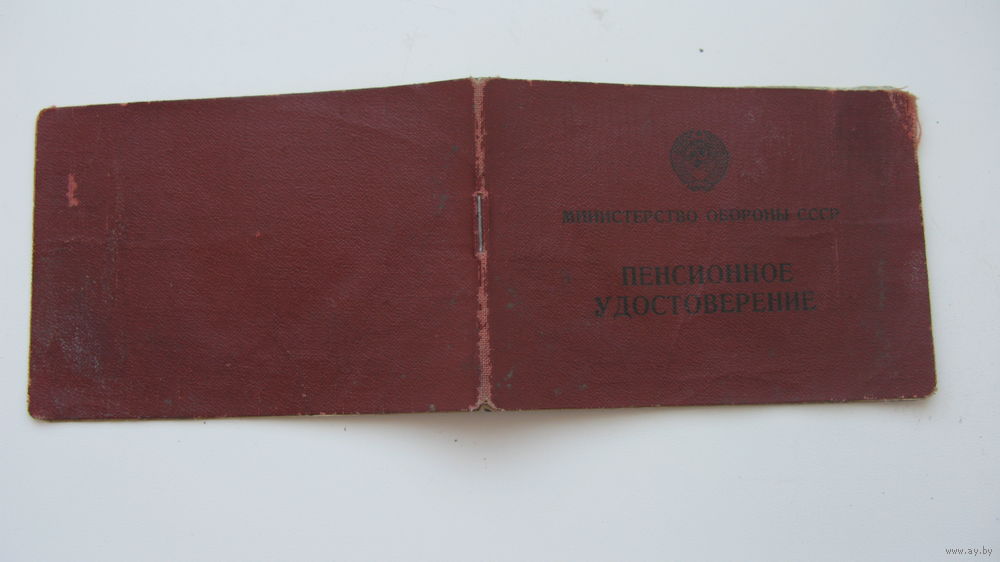 МИНИСТЕРСТВО ОБОРОНЫ СССР
ПЕНСИОННОЕ
УДОСТОВЕРЕНИЕ
www.ay.by